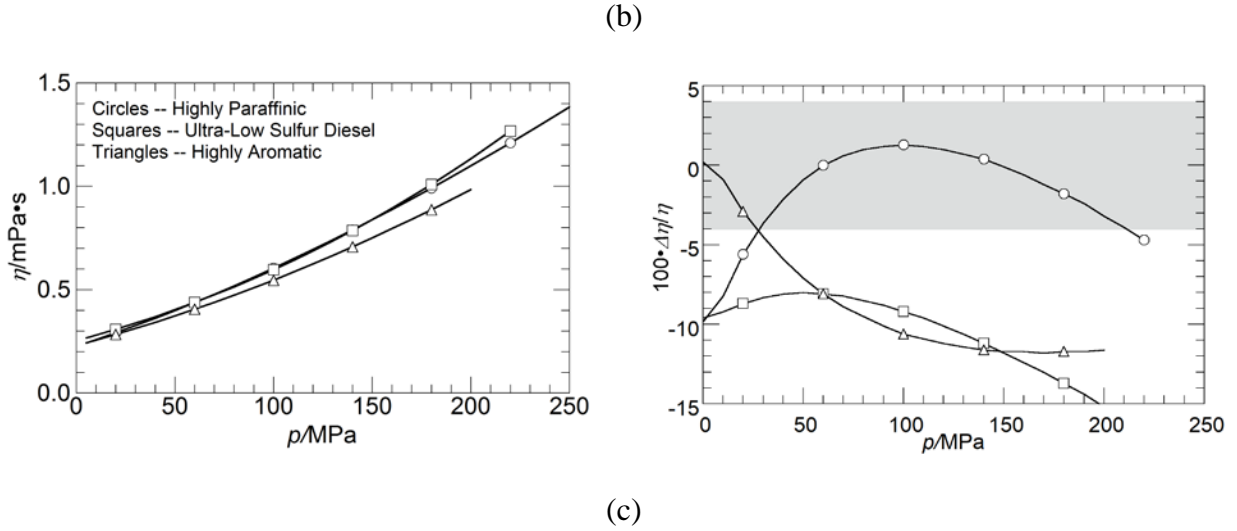 (b)
1.5
Circles -- Highly Paraffinic
Squares -- Ultra-Low Sulfur Diesel
Triangles -- Highly Aromatic
1.0
0.5
0.0
η/mPa•s
0 50 100 150 200 250
p/MPa
5
0
-5
-10
-15
100•Δη/η
0 50 100 150 200 250
p/MPa
(c)